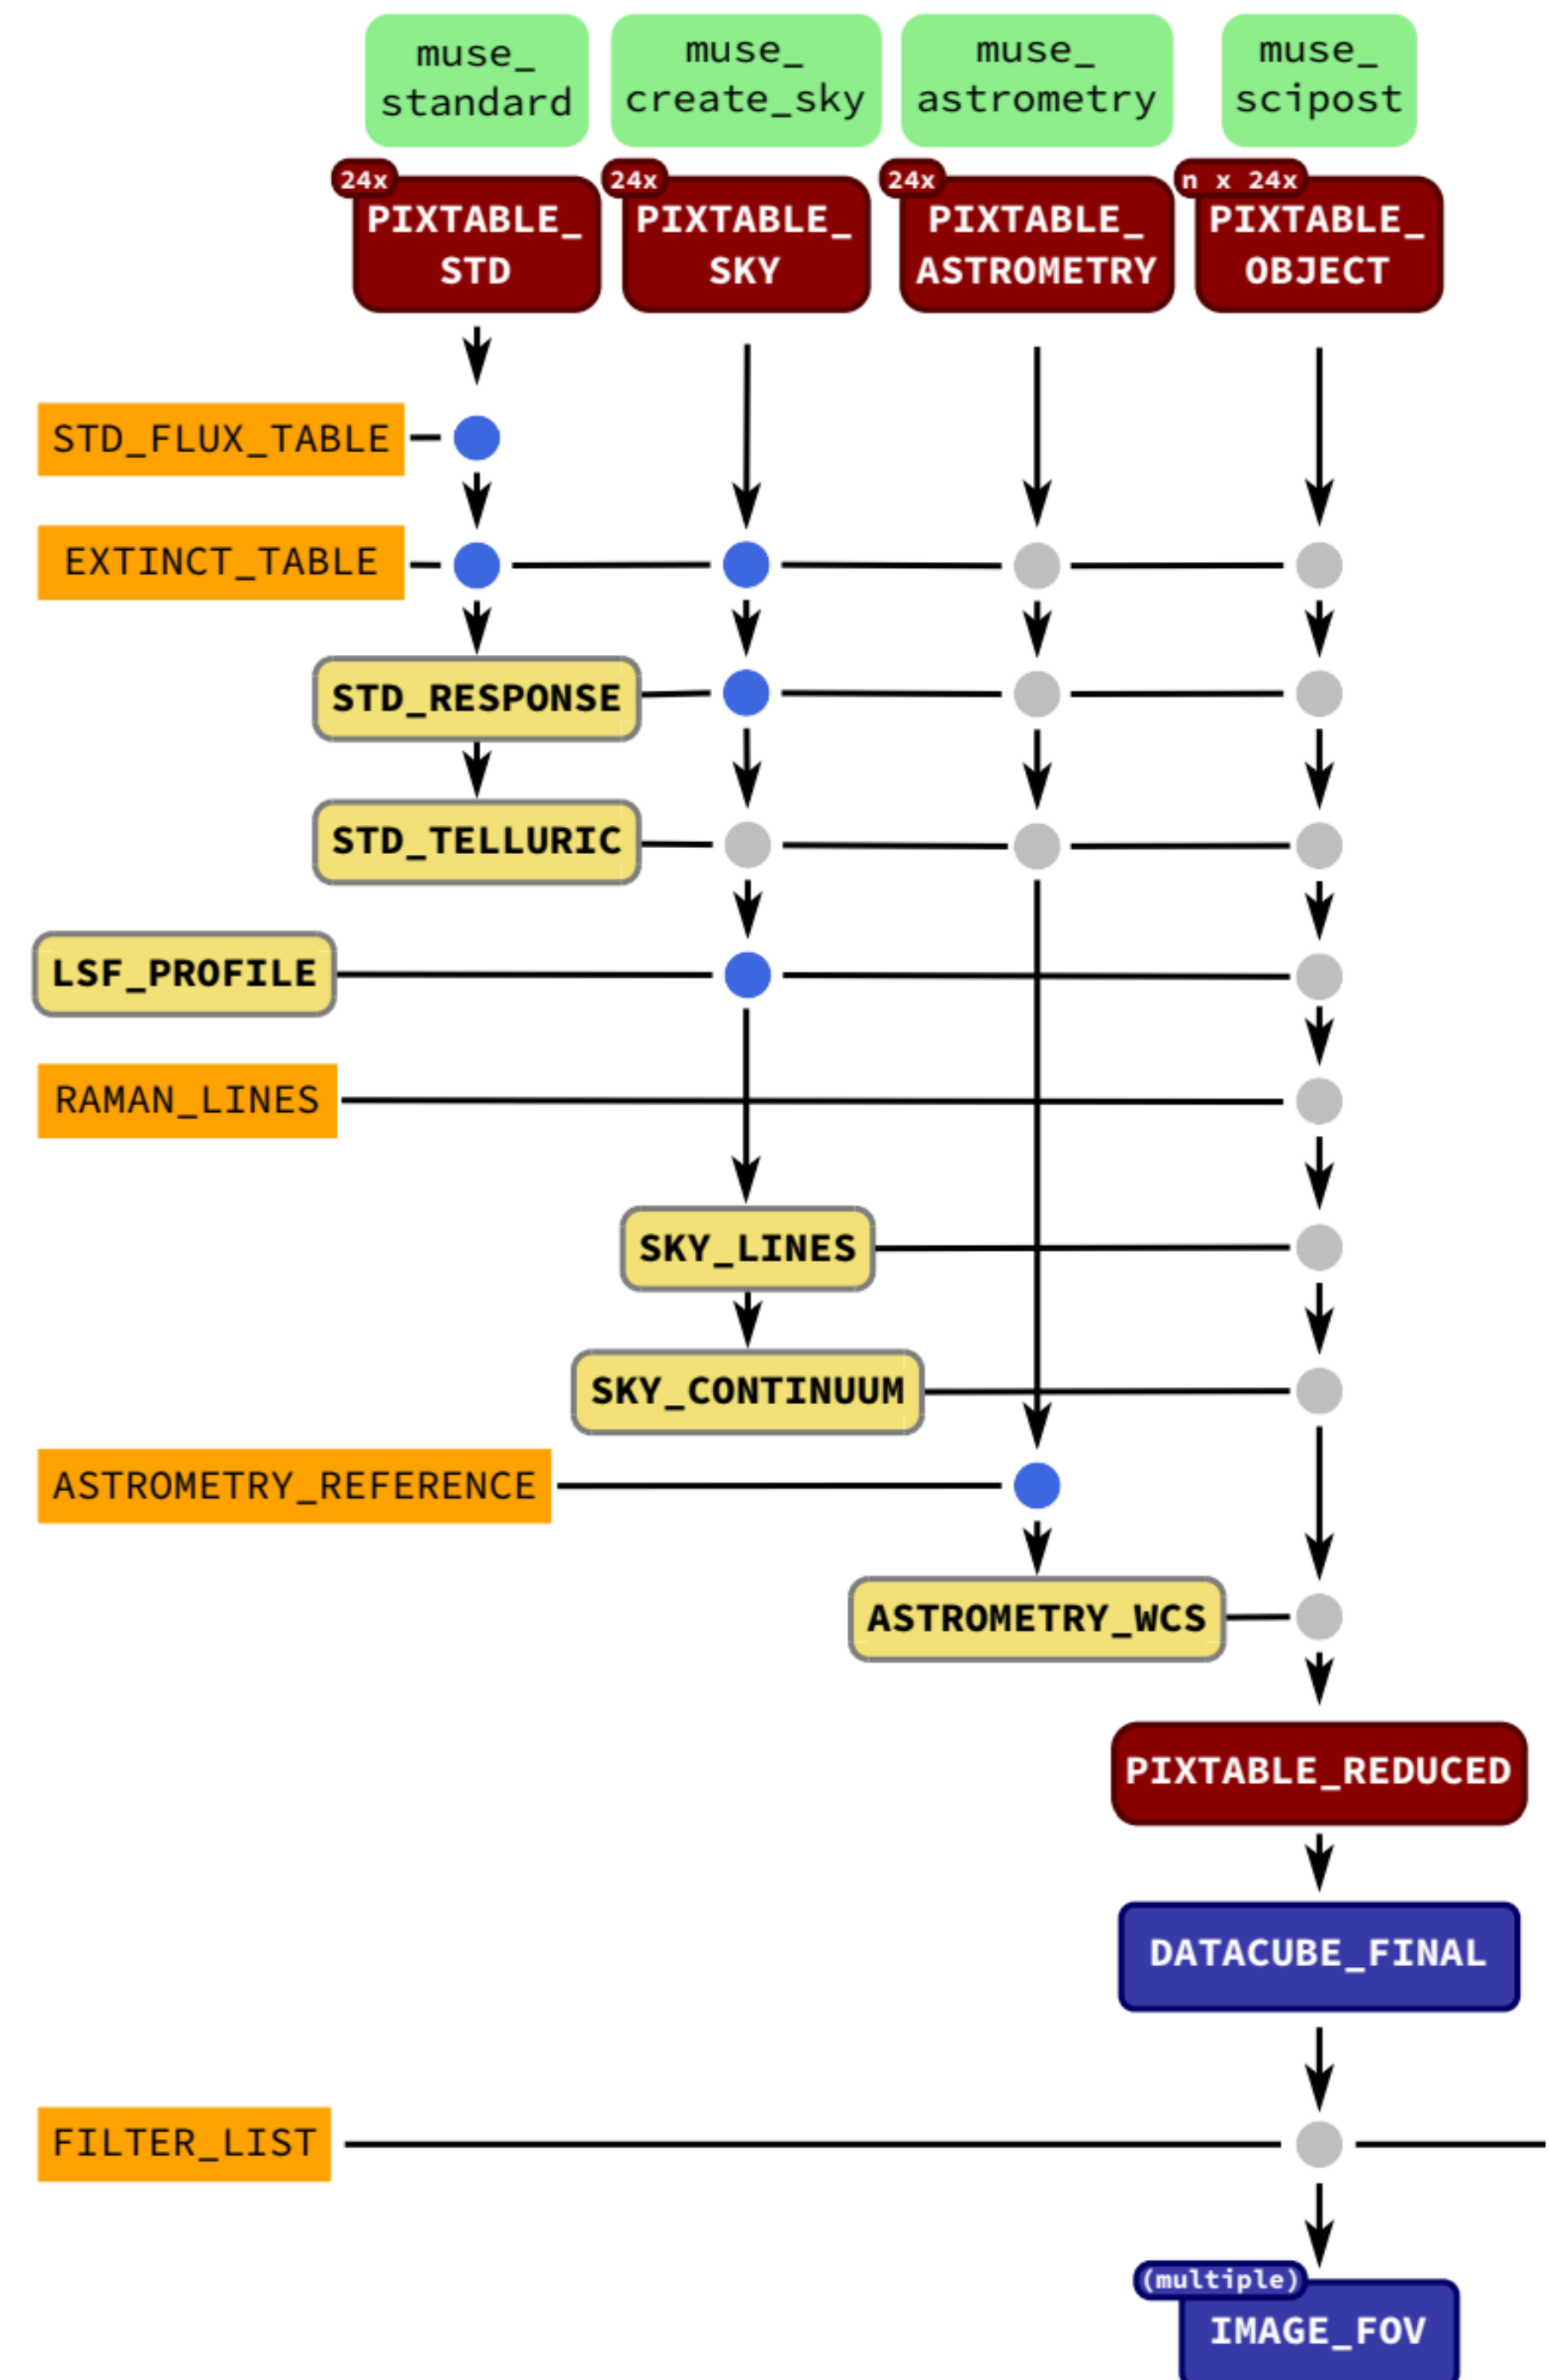 muse_
standard
muse_
create_sky
muse_
astrometry
muse_
scipost
24x
PIXTABLE_
STD
24x
PIXTABLE_
SKY
24x
PIXTABLE_
ASTROMETRY
n x 24x
PIXTABLE_
OBJECT
STD_FLUX_TABLE
EXTINCT_TABLE
STD_RESPONSE
STD_TELLURIC
LSF_PROFILE
RAMAN_LINES
SKY_LINES
SKY_CONTINUUM
ASTROMETRY_REFERENCE
ASTROMETRY_WCS
PIXTABLE_REDUCED
DATACUBE_FINAL
FILTER_LIST
(multiple)
IMAGE_FOV